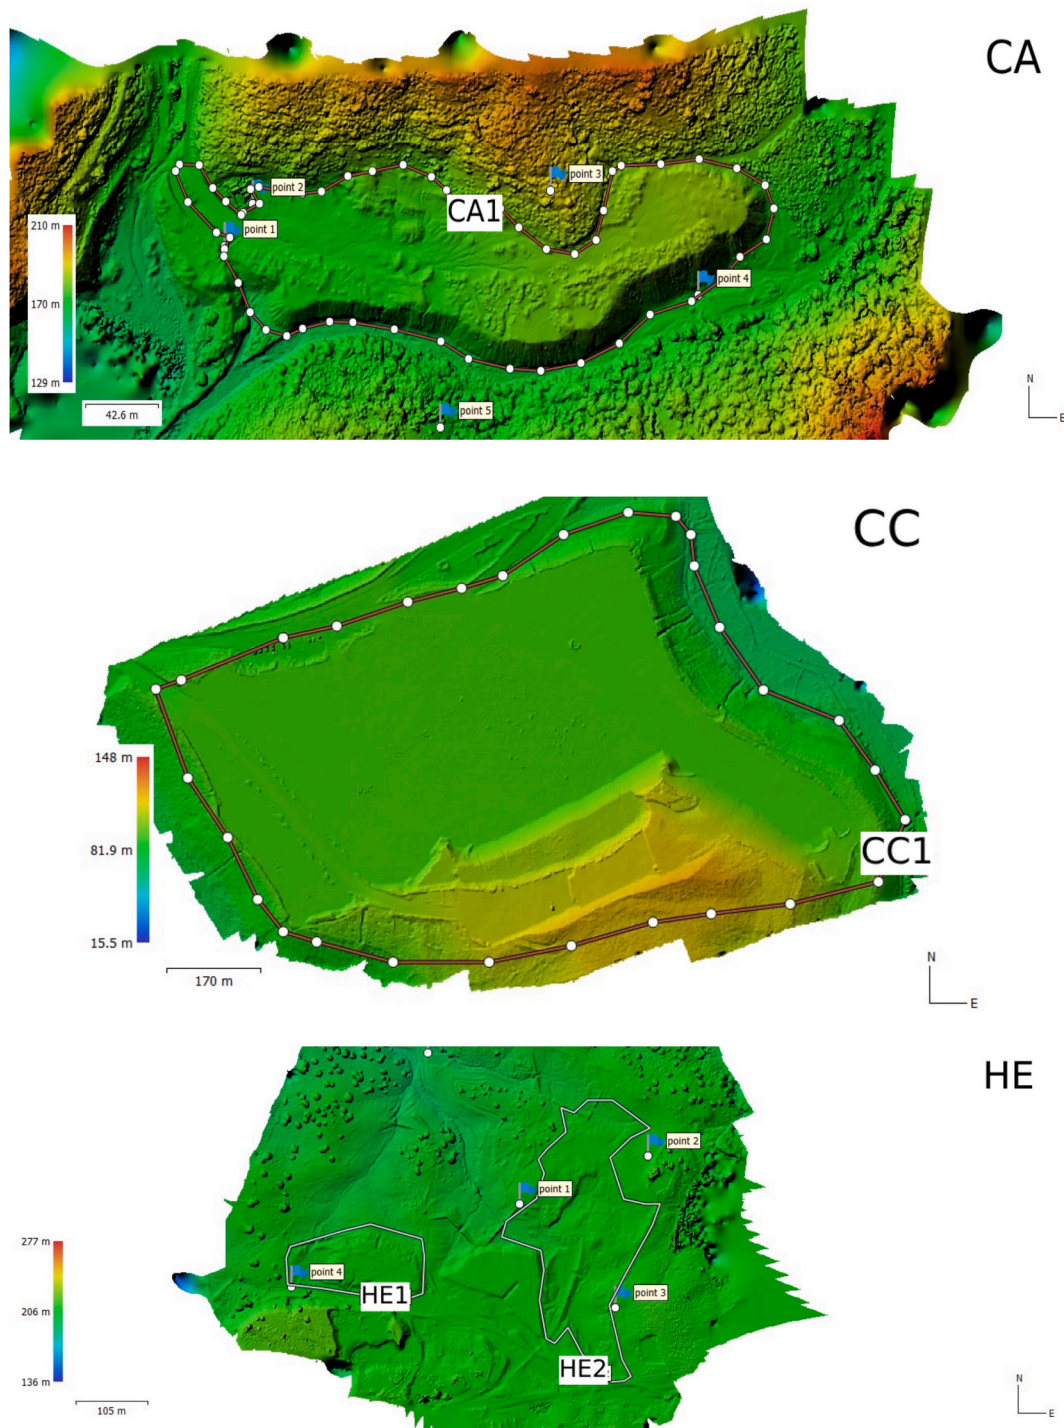 CA
point 3
point 2
CA1
point 1
210 m
170 m
129 m
point 4
42.6 m
point 5
N
E
CC
148 m
81.9 m
15.5 m
CC1
170 m
N
E
HE
point 2
point 1
277 m
206 m
136 m
point 4
HE1
point 3
HE2
105 m
N
E